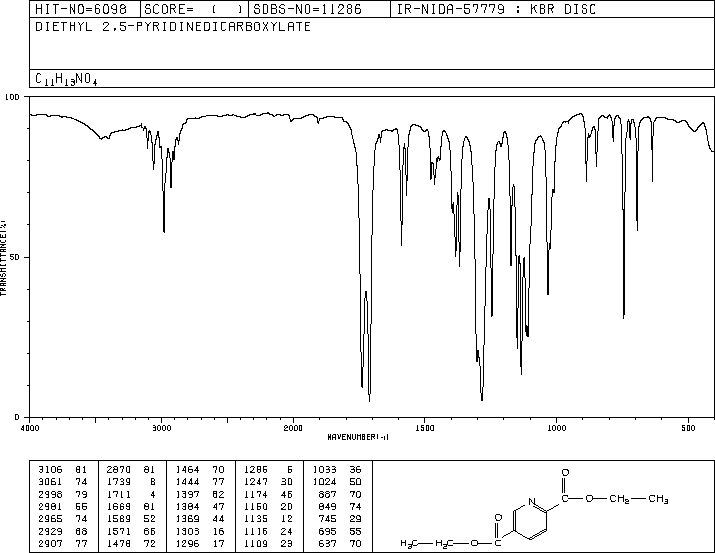 HIT-NO=6098 SCORE= ( ) SDBS-NO=11286 IR-NIDA-57779 : KBR DISC
DIETHYL 2,5-PYRIDINEDICARBOXYLATE
C11H13NO4
100
50
0
TRANSMITTANCE(%)
4000 3000 2000 1500 1000 500
WAVENUMBER(-1)
3106 81 2870 81 1464 70 1286 5 1033 36
3061 74 1739 8 1444 77 1247 30 1024 50
2998 79 1711 4 1397 62 1174 46 887 70
2981 55 1669 81 1384 47 1150 20 849 74
2965 74 1589 52 1369 44 1135 12 745 29
2929 68 1571 66 1303 16 1116 24 695 55
2907 77 1478 72 1296 17 1109 23 637 70
O
N C—O—CH2—CH3
O
H3C—H2C—O—C